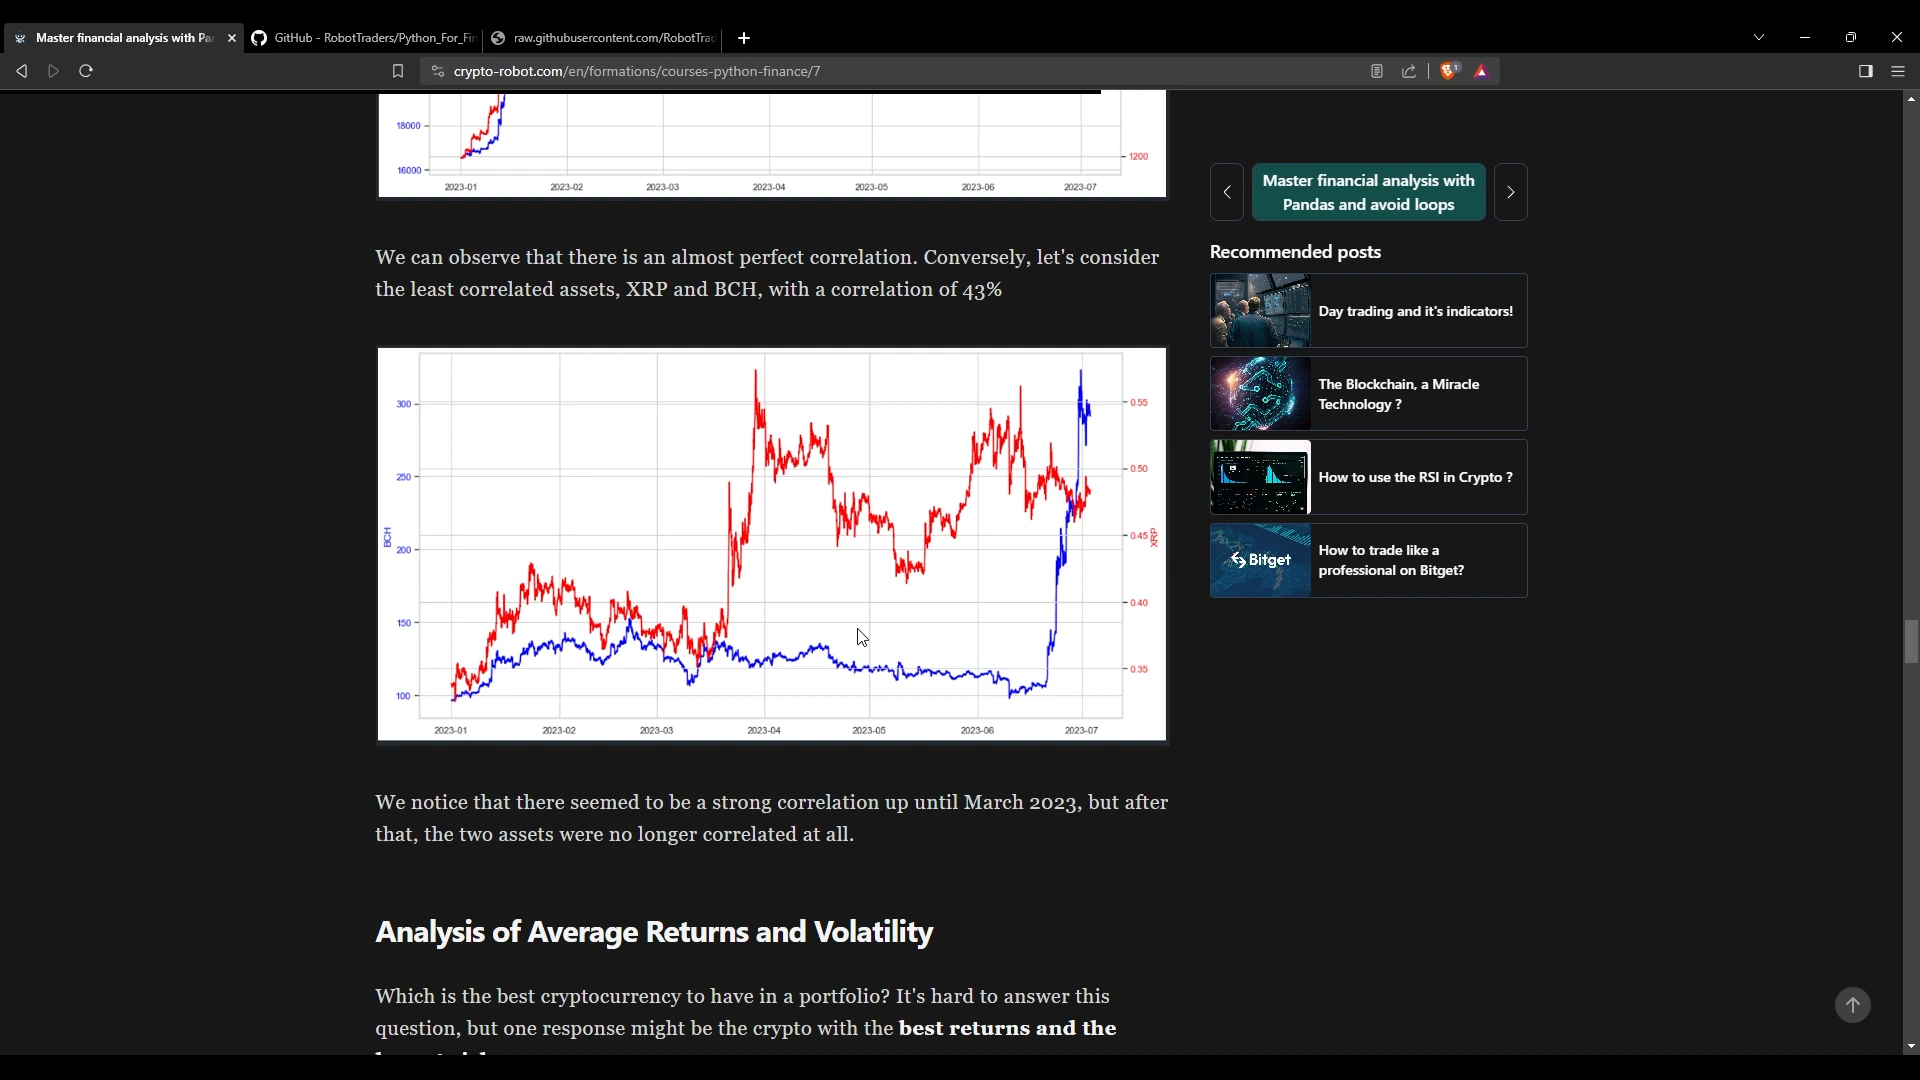 Master financial analysis with Pa
GitHub - RobotTraders/Python_For_Fin
raw.githubusercontent.com/RobotTrad
crypto-robot.com/en/formations/courses-python-finance/7
1
18000
16000
1200
2023-01 2023-02 2023-03 2023-04 2023-05 2023-06 2023-07
We can observe that there is an almost perfect correlation. Conversely, let's consider
the least correlated assets, XRP and BCH, with a correlation of 43%
300
250
200
150
100
BCH
0.55
0.50
0.45
0.40
0.35
XRP
2023-01 2023-02 2023-03 2023-04 2023-05 2023-06 2023-07
We notice that there seemed to be a strong correlation up until March 2023, but after
that, the two assets were no longer correlated at all.
Analysis of Average Returns and Volatility
Which is the best cryptocurrency to have in a portfolio? It's hard to answer this
question, but one response might be the crypto with the best returns and the
Master financial analysis with
Pandas and avoid loops
Recommended posts
Day trading and it's indicators!
The Blockchain, a Miracle
Technology ?
How to use the RSI in Crypto ?
Bitget
How to trade like a
professional on Bitget?